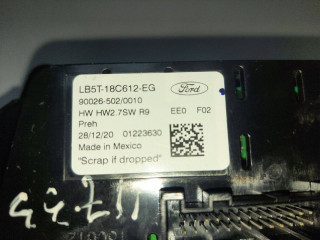 LB5T-18C612-EG
Ford
90026-502/0010
HW HW2.7SW R9
EE0 F02
Preh
28/12/20 01223630
Made in Mexico
"Scrap if dropped"